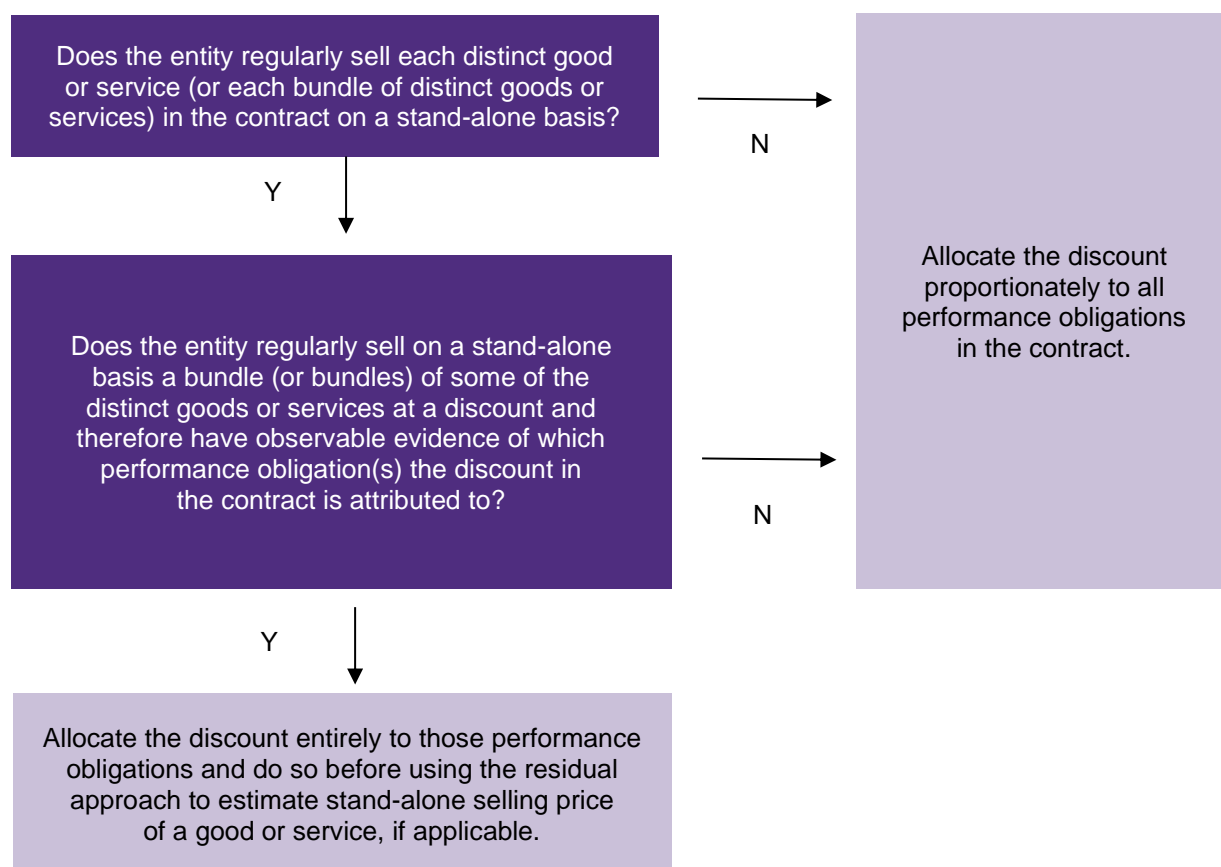 Does the entity regularly sell each distinct good
or service (or each bundle of distinct goods or
services) in the contract on a stand-alone basis?
N
Y
Does the entity regularly sell on a stand-alone
basis a bundle (or bundles) of some of the
distinct goods or services at a discount and
therefore have observable evidence of which
performance obligation(s) the discount in
the contract is attributed to?
N
Allocate the discount
proportionately to all
performance obligations
in the contract.
Y
Allocate the discount entirely to those performance
obligations and do so before using the residual
approach to estimate stand-alone selling price
of a good or service, if applicable.